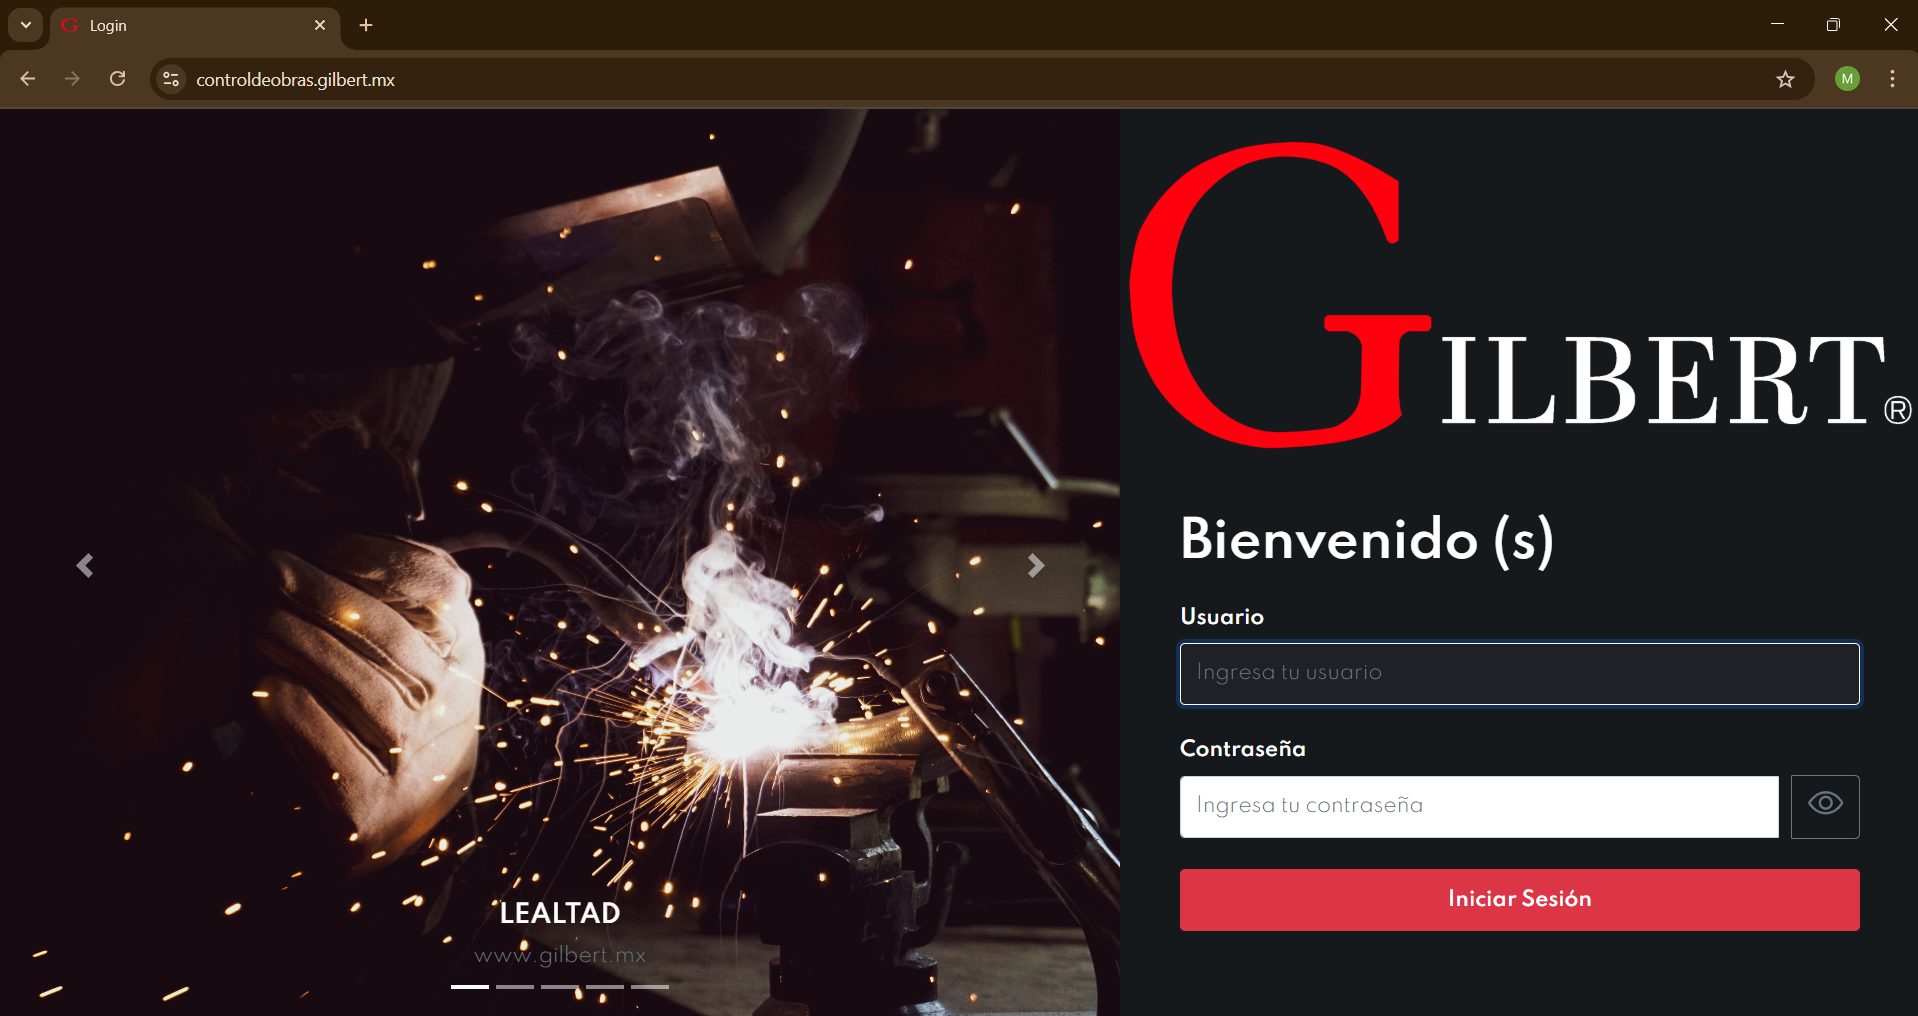 Login
controldeobras.gilbert.mx
M
GILBERT®
Bienvenido (s)
Usuario
Ingresa tu usuario
Contraseña
Ingresa tu contraseña
Iniciar Sesión
LEALTAD
www.gilbert.mx